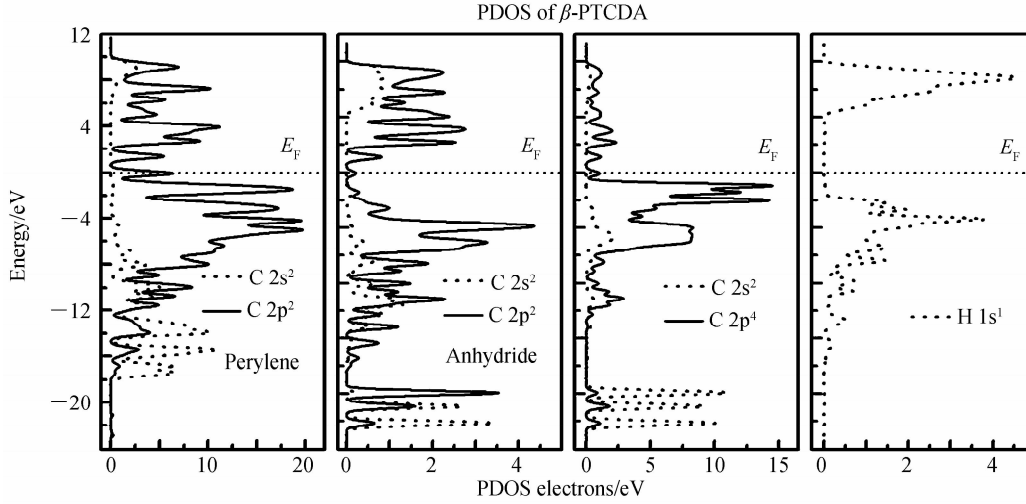 PDOS of β-PTCDA
Energy/eV
12
4
−4
−12
−20
E_F
C 2s²
C 2p²
Perylene
0 10 20
E_F
C 2s²
C 2p²
Anhydride
0 2 4
E_F
C 2s²
C 2p⁴
0 5 10 15
E_F
H 1s¹
0 2 4
PDOS electrons/eV